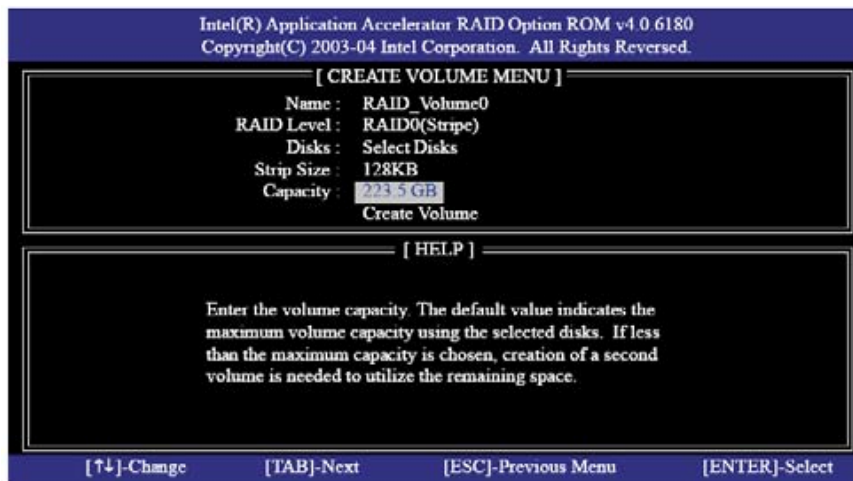 Intel(R) Application Accelerator RAID Option ROM v4.0 6180
Copyright(C) 2003-04 Intel Corporation. All Rights Reversed.
[ CREATE VOLUME MENU ]
Name : RAID_Volume0
RAID Level : RAID0(Stripe)
Disks : Select Disks
Strip Size : 128KB
Capacity : 223.5 GB
Create Volume
[ HELP ]
Enter the volume capacity. The default value indicates the
maximum volume capacity using the selected disks. If less
than the maximum capacity is chosen, creation of a second
volume is needed to utilize the remaining space.
[↑↓]-Change [TAB]-Next [ESC]-Previous Menu [ENTER]-Select